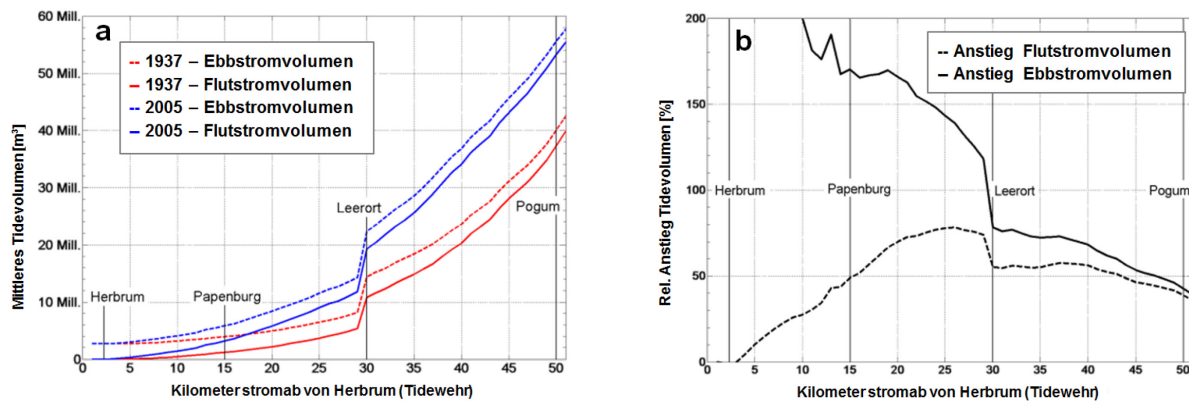 a
60 Mill.
50 Mill.
40 Mill.
30 Mill.
20 Mill.
10 Mill.
0
Mittleres Tidevolumen [m³]
1937 – Ebbstromvolumen
1937 – Flutstromvolumen
2005 – Ebbstromvolumen
2005 – Flutstromvolumen
Herbrum
Papenburg
Leerort
Pogum
0 5 10 15 20 25 30 35 40 45 50
Kilometer stromab von Herbrum (Tidewehr)
b
200
150
100
50
0
Rel. Anstieg Tidevolumen [%]
Anstieg Flutstromvolumen
Anstieg Ebbstromvolumen
Herbrum
Papenburg
Leerort
Pogum
0 5 10 15 20 25 30 35 40 45 50
Kilometer stromab von Herbrum (Tidewehr)